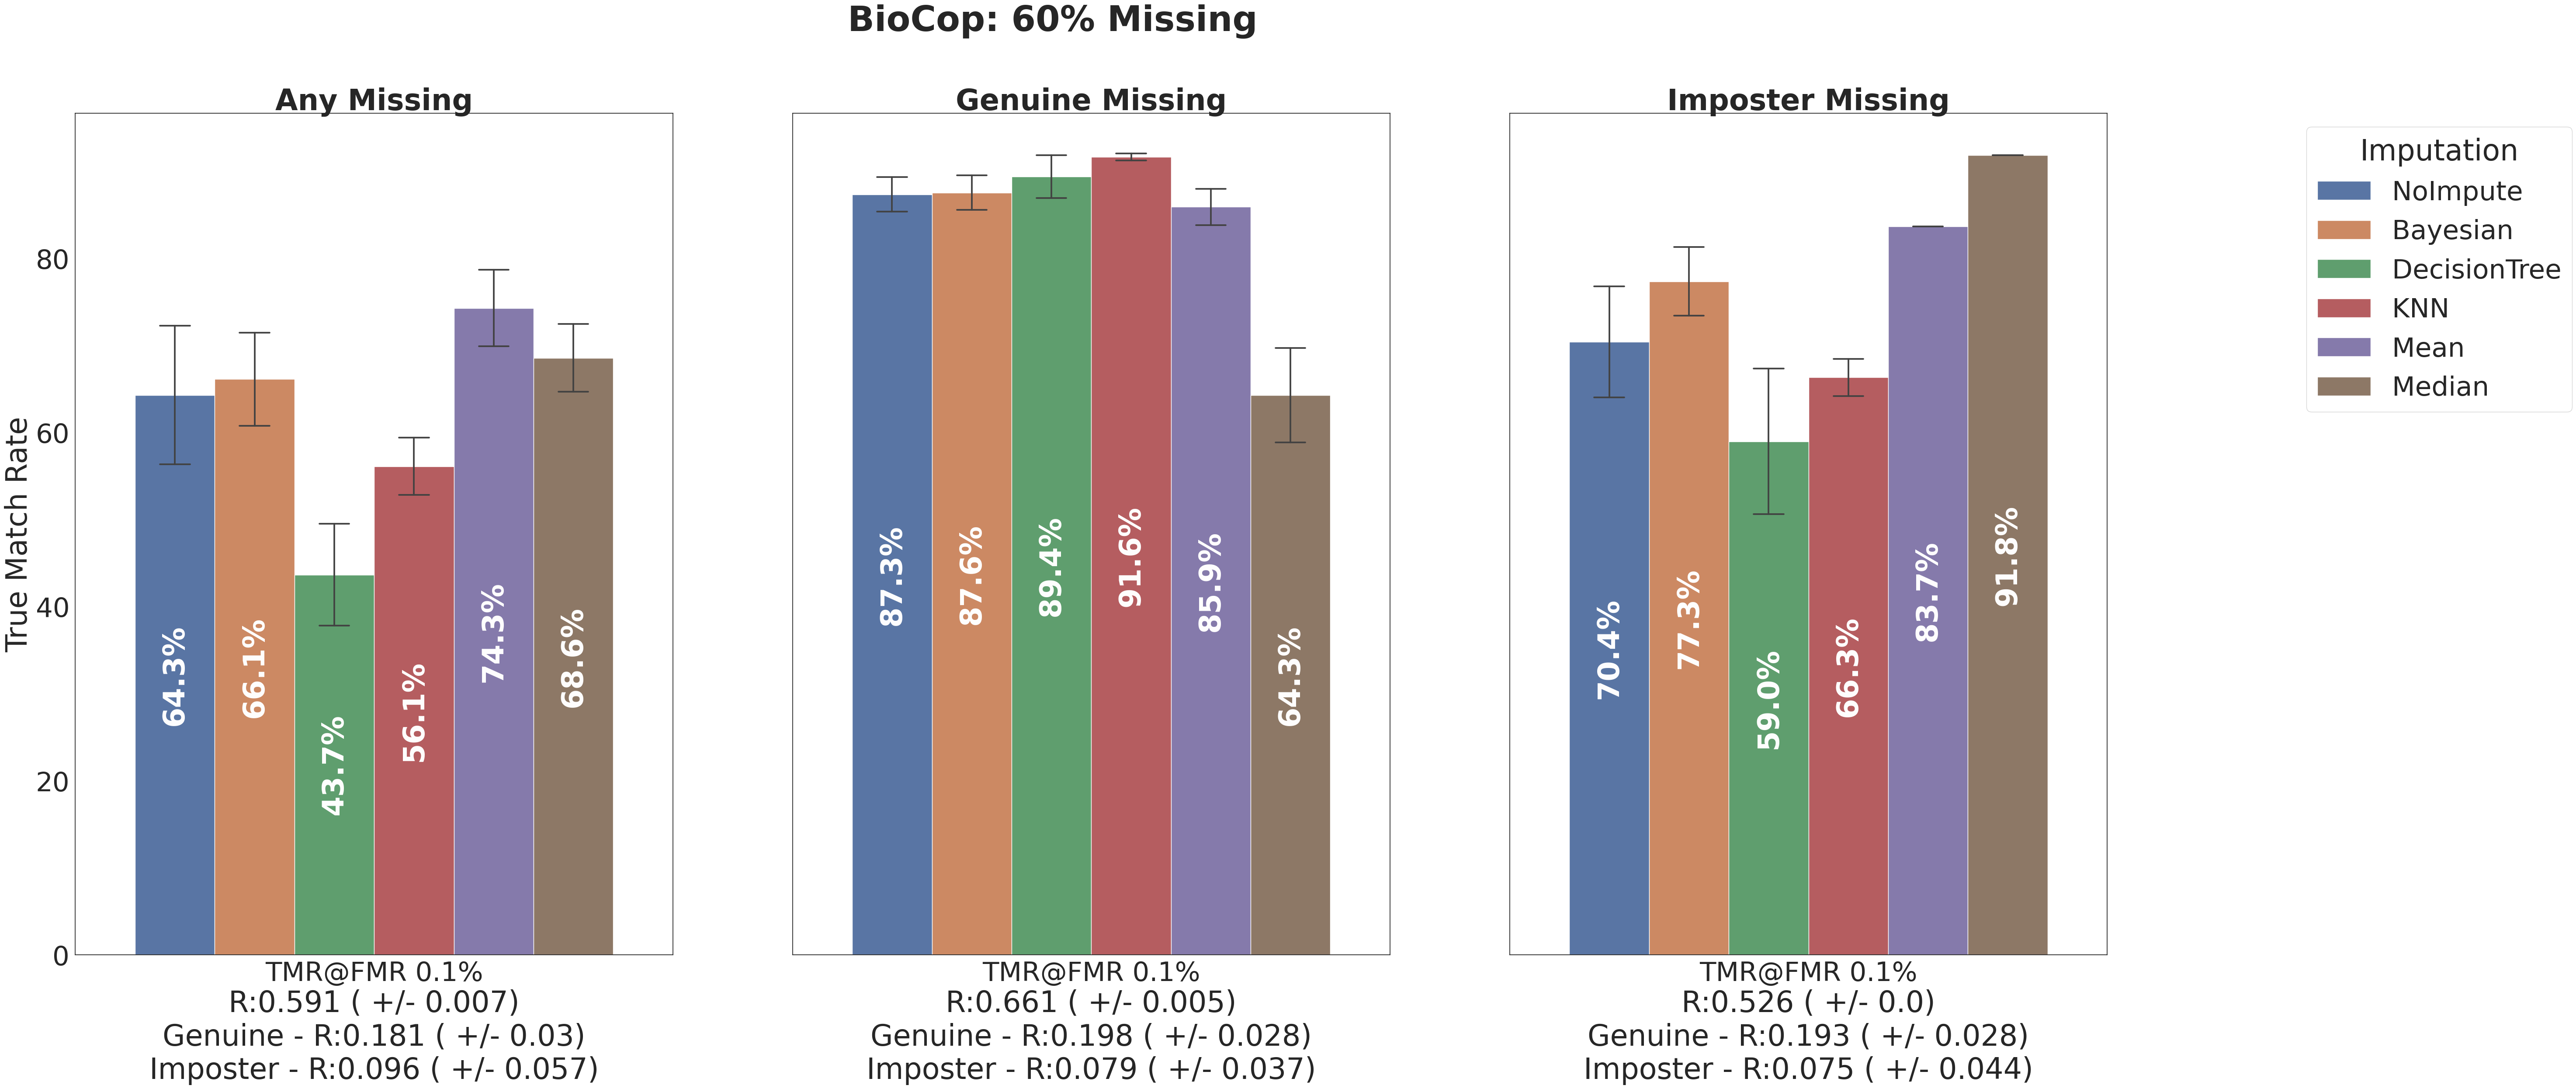 BioCop: 60% Missing
Any Missing
Genuine Missing
Imposter Missing
True Match Rate
80
60
40
20
0
64.3%
66.1%
43.7%
56.1%
74.3%
68.6%
87.3%
87.6%
89.4%
91.6%
85.9%
64.3%
70.4%
77.3%
59.0%
66.3%
83.7%
91.8%
TMR@FMR 0.1%
R:0.591 ( +/- 0.007)
Genuine - R:0.181 ( +/- 0.03)
Imposter - R:0.096 ( +/- 0.057)
TMR@FMR 0.1%
R:0.661 ( +/- 0.005)
Genuine - R:0.198 ( +/- 0.028)
Imposter - R:0.079 ( +/- 0.037)
TMR@FMR 0.1%
R:0.526 ( +/- 0.0)
Genuine - R:0.193 ( +/- 0.028)
Imposter - R:0.075 ( +/- 0.044)
Imputation
NoImpute
Bayesian
DecisionTree
KNN
Mean
Median